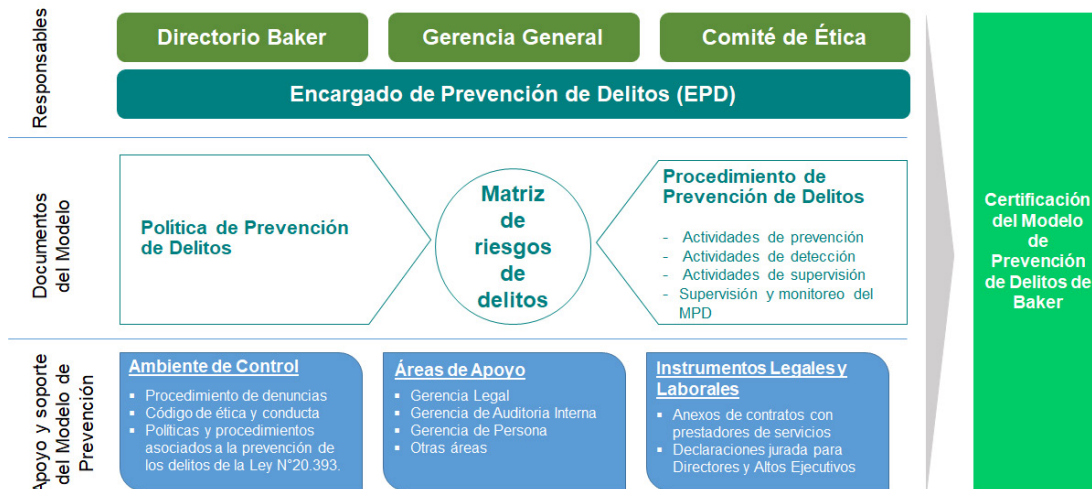 Responsables
Directorio Baker
Gerencia General
Comité de Ética
Encargado de Prevención de Delitos (EPD)
Documentos
del Modelo
Política de Prevención
de Delitos
Matriz
de
riesgos
de
delitos
Procedimiento de
Prevención de Delitos
- Actividades de prevención
- Actividades de detección
- Actividades de supervisión
- Supervisión y monitoreo del
MPD
Apoyo y soporte
del Modelo de
Prevención
Ambiente de Control
▪ Procedimiento de denuncias
▪ Código de ética y conducta
▪ Políticas y procedimientos
asociados a la prevención de
los delitos de la Ley N°20.393.
Áreas de Apoyo
▪ Gerencia Legal
▪ Gerencia de Auditoria Interna
▪ Gerencia de Persona
▪ Otras áreas
Instrumentos Legales y
Laborales
▪ Anexos de contratos con
prestadores de servicios
▪ Declaraciones jurada para
Directores y Altos Ejecutivos
Certificación
del Modelo
de
Prevención
de Delitos de
Baker